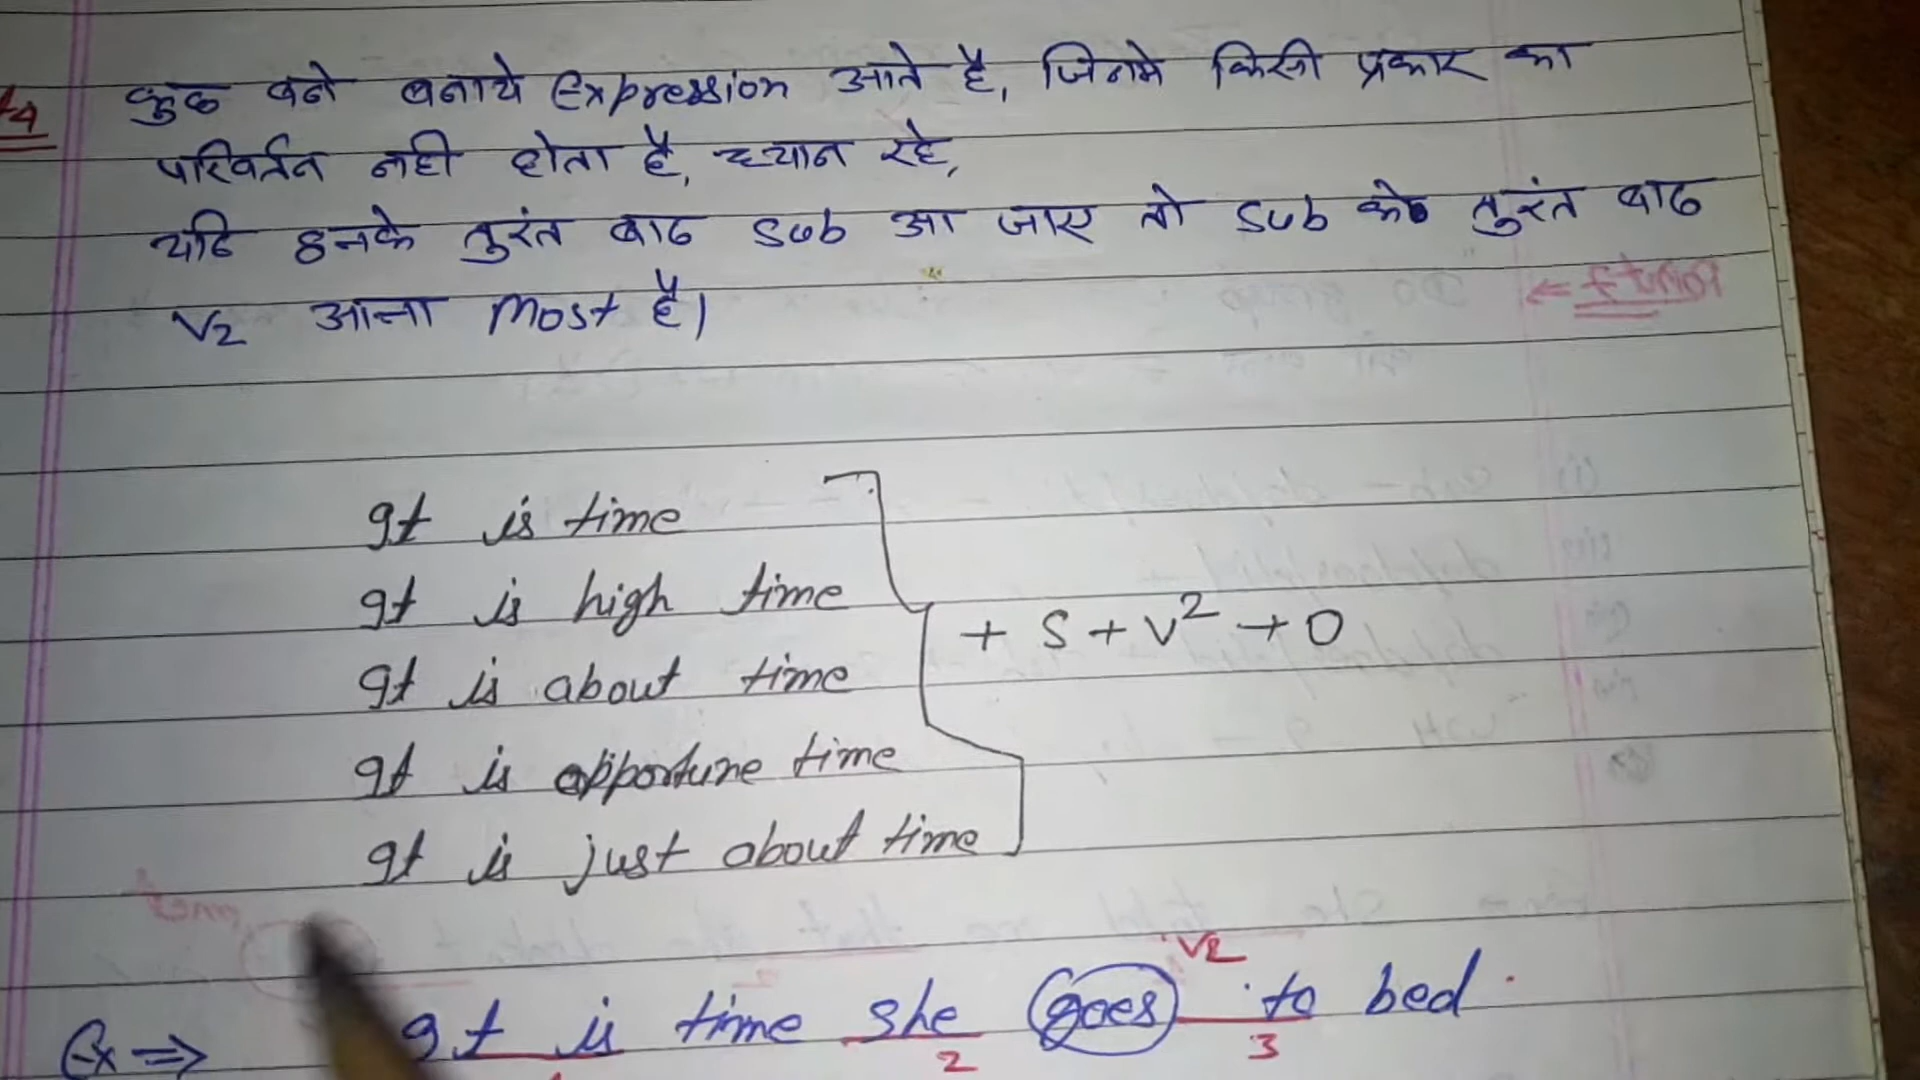 कुछ बने बनाये Expression आते है, जिनमे किसी प्रकार का
परिवर्तन नही होता है, ध्यान रहे,
यदि इनके तुरंत बाद Sub आ जाए तो Sub के तुरंत बाद
V2 आना Most है।
It is time
It is high time
It is about time
+ S + V2 + O
It is opportune time
It is just about time
V2
Ex ⇒ It is time she goes to bed.
2 3